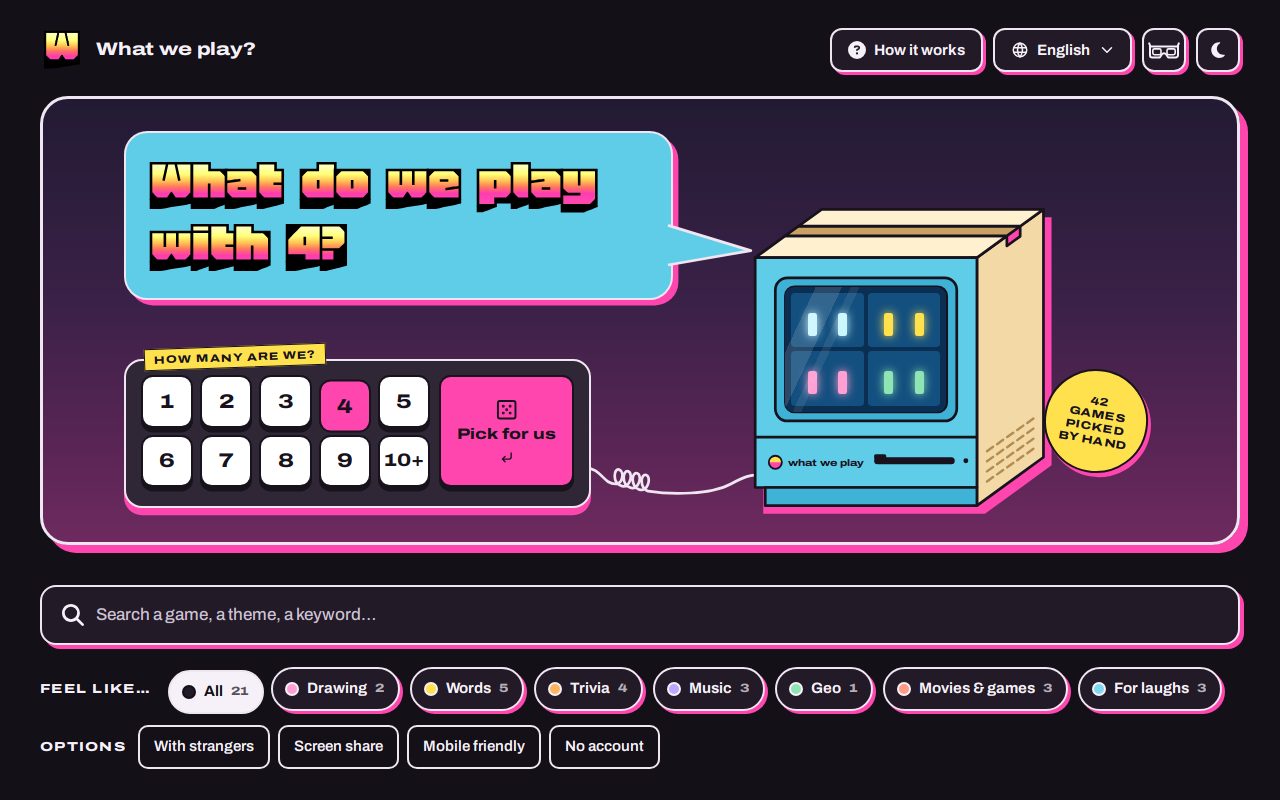 W What we play?
? How it works
English
What do we play
with 4?
HOW MANY ARE WE?
1 2 3 4 5
Pick for us
6 7 8 9 10+
what we play
42
GAMES
PICKED
BY HAND
Search a game, a theme, a keyword...
FEEL LIKE... All 21 Drawing 2 Words 5 Trivia 4 Music 3 Geo 1 Movies & games 3 For laughs 3
OPTIONS With strangers Screen share Mobile friendly No account